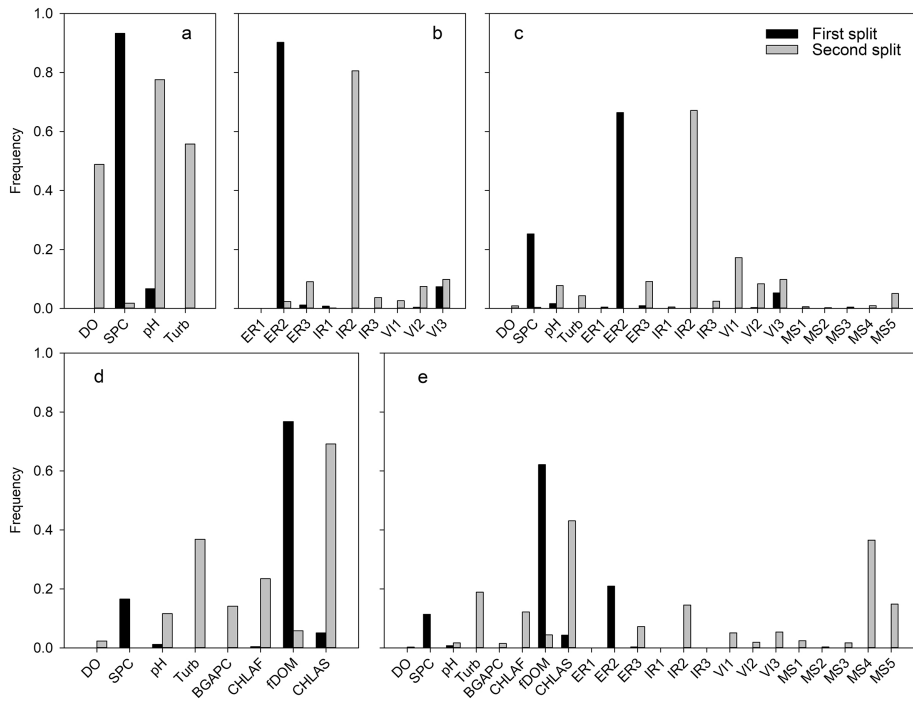 a
b
c
First split
Second split
Frequency
1.0
0.8
0.6
0.4
0.2
0.0
DO SPC pH Turb
ER1 ER2 ER3 IR1 IR2 IR3 VI1 VI2 VI3
DO SPC pH Turb ER1 ER2 ER3 IR1 IR2 IR3 VI1 VI2 VI3 MS1 MS2 MS3 MS4 MS5
d
e
Frequency
1.0
0.8
0.6
0.4
0.2
0.0
DO SPC pH Turb BGAPC CHLAF fDOM CHLAS
DO SPC pH Turb BGAPC CHLAF fDOM CHLAS ER1 ER2 ER3 IR1 IR2 IR3 VI1 VI2 VI3 MS1 MS2 MS3 MS4 MS5